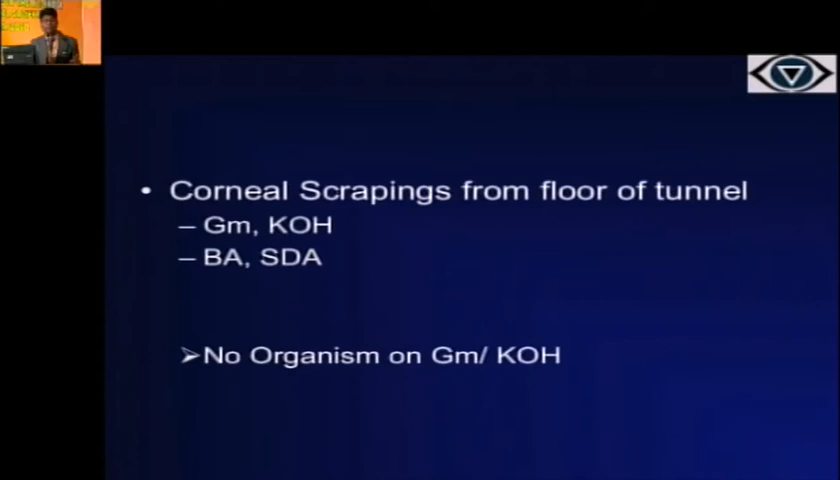 • Corneal Scrapings from floor of tunnel
– Gm, KOH
– BA, SDA
➢No Organism on Gm/ KOH